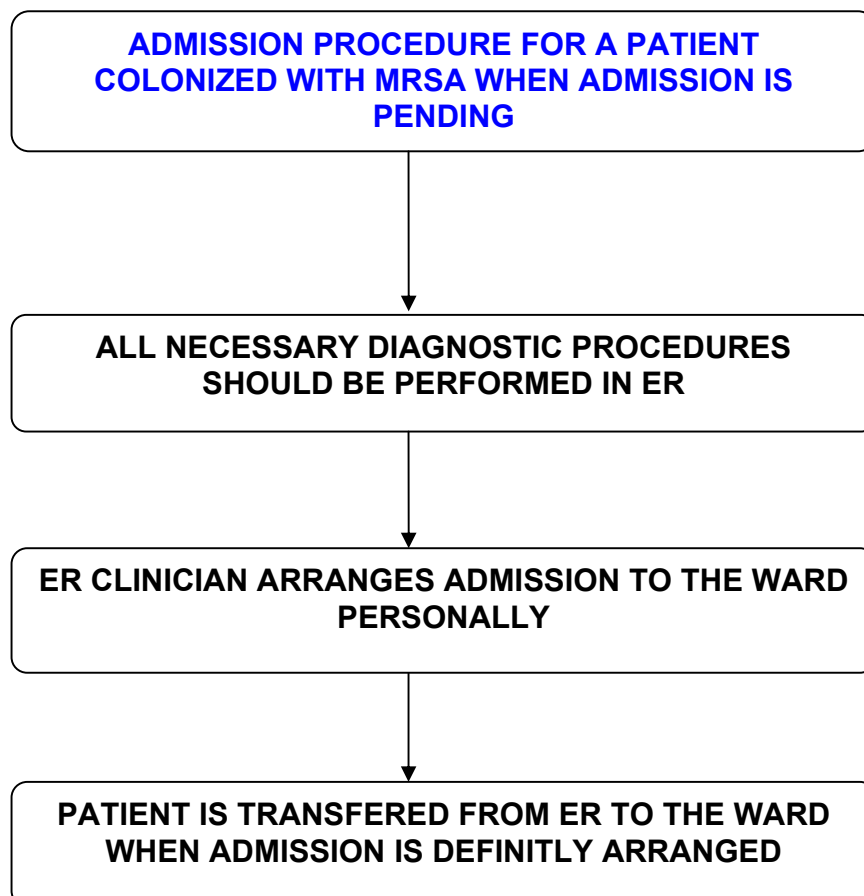 ADMISSION PROCEDURE FOR A PATIENT
COLONIZED WITH MRSA WHEN ADMISSION IS
PENDING
ALL NECESSARY DIAGNOSTIC PROCEDURES
SHOULD BE PERFORMED IN ER
ER CLINICIAN ARRANGES ADMISSION TO THE WARD
PERSONALLY
PATIENT IS TRANSFERED FROM ER TO THE WARD
WHEN ADMISSION IS DEFINITLY ARRANGED